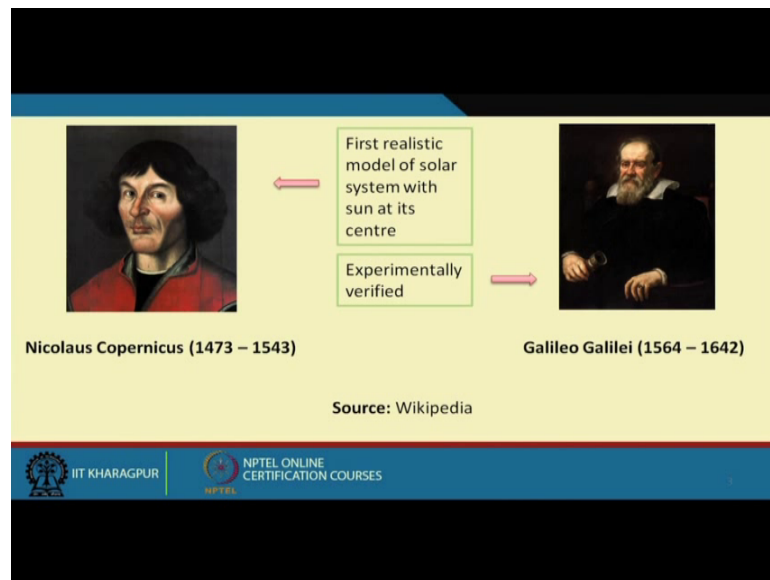 First realistic
model of solar
system with
sun at its
centre
Experimentally
verified
Nicolaus Copernicus (1473 – 1543)
Galileo Galilei (1564 – 1642)
Source: Wikipedia
IIT KHARAGPUR
NPTEL
NPTEL ONLINE
CERTIFICATION COURSES